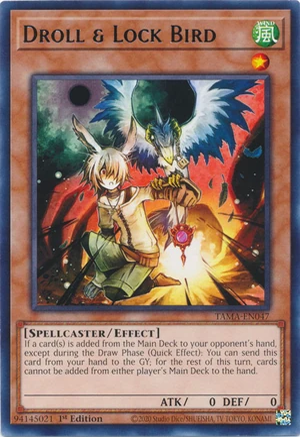 DROLL & LOCK BIRD
WIND
風
TAMA-EN047
[SPELLCASTER/EFFECT]
If a card(s) is added from the Main Deck to your opponent's hand,
except during the Draw Phase (Quick Effect): You can send this
card from your hand to the GY; for the rest of this turn, cards
cannot be added from either player's Main Deck to the hand.
ATK/ 0 DEF/ 0
94145021 1st Edition ©2020 Studio Dice/SHUEISHA, TV TOKYO, KONAMI